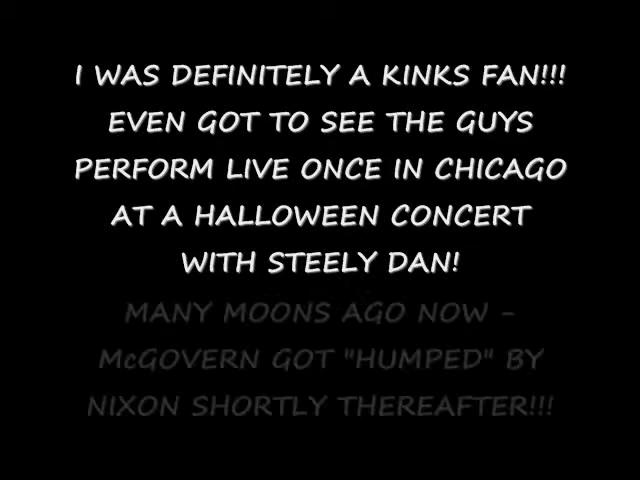 I WAS DEFINITELY A KINKS FAN!!!
EVEN GOT TO SEE THE GUYS
PERFORM LIVE ONCE IN CHICAGO
AT A HALLOWEEN CONCERT
WITH STEELY DAN!
MANY MOONS AGO NOW -
McGOVERN GOT "HUMPED" BY
NIXON SHORTLY THEREAFTER!!!